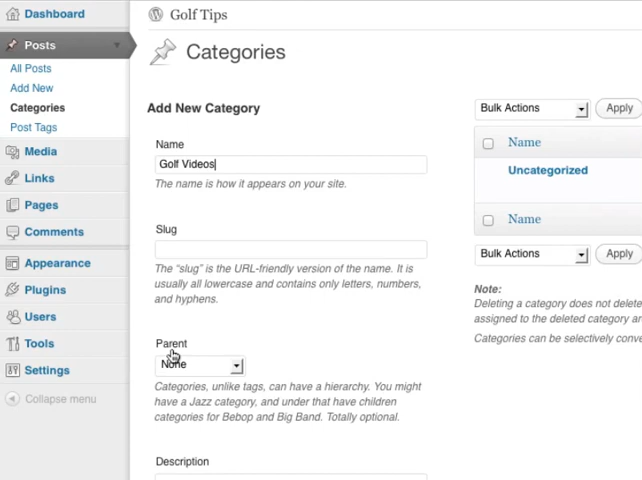 Dashboard
Posts
All Posts
Add New
Categories
Post Tags
Media
Links
Pages
Comments
Appearance
Plugins
Users
Tools
Settings
Collapse menu
Golf Tips
Categories
Add New Category
Name
Golf Videos
The name is how it appears on your site.
Slug
The “slug” is the URL-friendly version of the name. It is
usually all lowercase and contains only letters, numbers,
and hyphens.
Parent
None
Categories, unlike tags, can have a hierarchy. You might
have a Jazz category, and under that have children
categories for Bebop and Big Band. Totally optional.
Description
Bulk Actions
Apply
Name
Uncategorized
Name
Bulk Actions
Apply
Note:
Deleting a category does not delete
assigned to the deleted category
Categories can be selectively